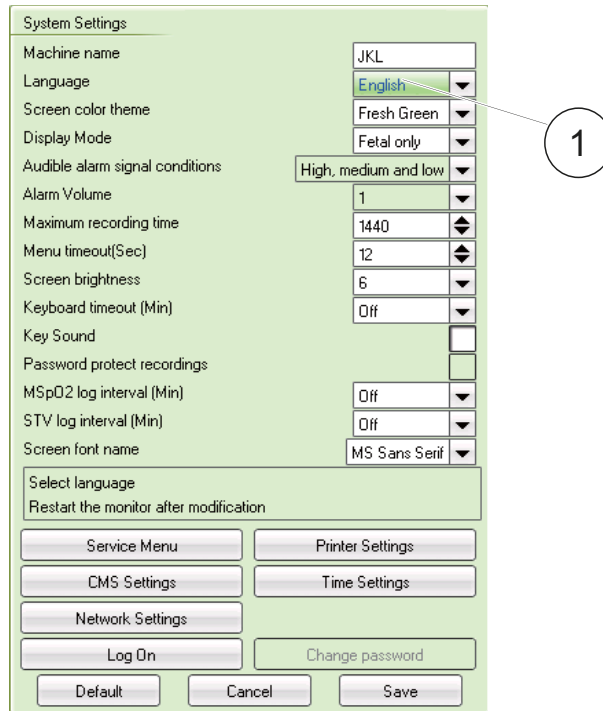 System Settings
Machine name JKL
Language English
Screen color theme Fresh Green
Display Mode Fetal only
Audible alarm signal conditions High, medium and low
Alarm Volume 1
Maximum recording time 1440
Menu timeout(Sec) 12
Screen brightness 6
Keyboard timeout (Min) Off
Key Sound
Password protect recordings
MSpO2 log interval (Min) Off
STV log interval (Min) Off
Screen font name MS Sans Serif
Select language
Restart the monitor after modification
Service Menu Printer Settings
CMS Settings Time Settings
Network Settings
Log On Change password
Default Cancel Save
1